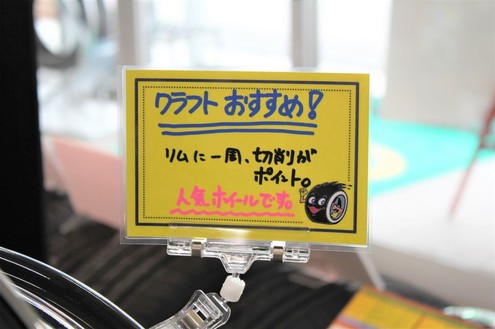 クラフト おすすめ!
リムに一周、切削が
ポイント。
人気ホイールです。